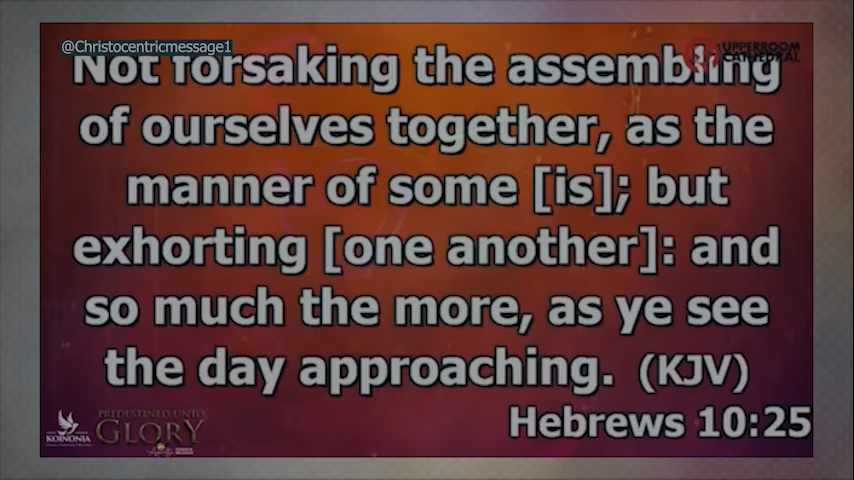 @Christocentricmessage1
UPPERROOM
CATHEDRAL
Not forsaking the assembling
of ourselves together, as the
manner of some [is]; but
exhorting [one another]: and
so much the more, as ye see
the day approaching. (KJV)
Hebrews 10:25
KOINONIA
PREDESTINED UNTO
GLORY